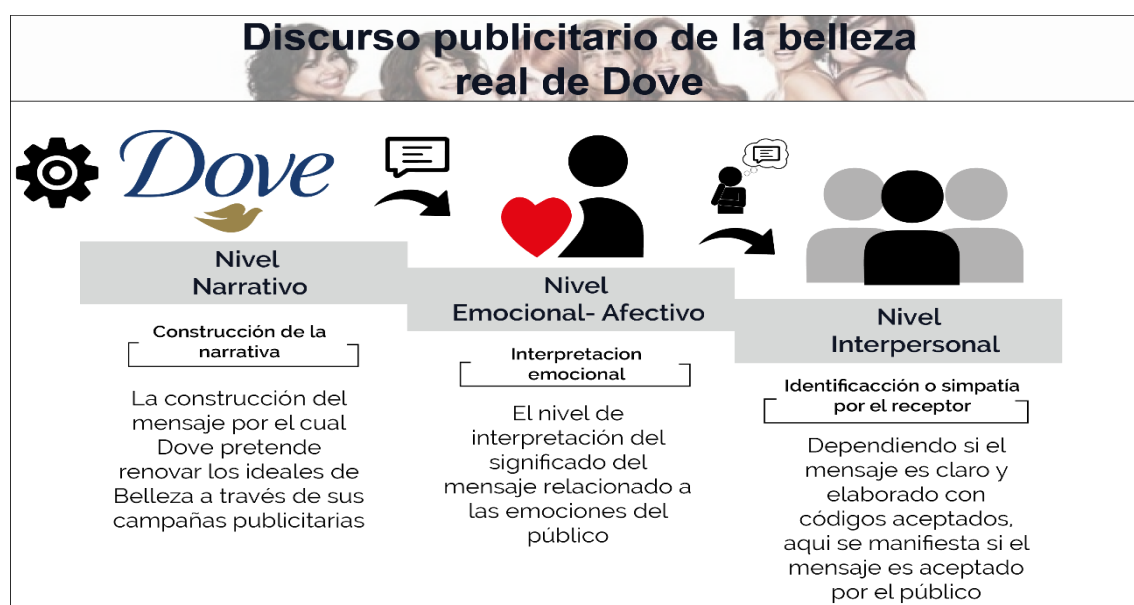 Discurso publicitario de la belleza
real de Dove
Dove
Nivel
Narrativo
Construcción de la
narrativa
La construcción del
mensaje por el cual
Dove pretende
renovar los ideales de
Belleza a través de sus
campañas publicitarias
Nivel
Emocional- Afectivo
Interpretacion
emocional
El nivel de
interpretación del
significado del
mensaje relacionado a
las emociones del
público
Nivel
Interpersonal
Identificacción o simpatía
por el receptor
Dependiendo si el
mensaje es claro y
elaborado con
códigos aceptados,
aqui se manifiesta si el
mensaje es aceptado
por el público